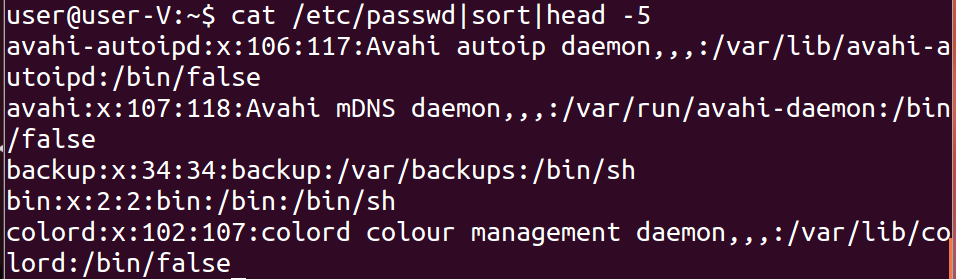 user@user-V:~$ cat /etc/passwd|sort|head -5
avahi-autoipd:x:106:117:Avahi autoip daemon,,,:/var/lib/avahi-a
utoipd:/bin/false
avahi:x:107:118:Avahi mDNS daemon,,,:/var/run/avahi-daemon:/bin
/false
backup:x:34:34:backup:/var/backups:/bin/sh
bin:x:2:2:bin:/bin:/bin/sh
colord:x:102:107:colord colour management daemon,,,:/var/lib/co
lord:/bin/false